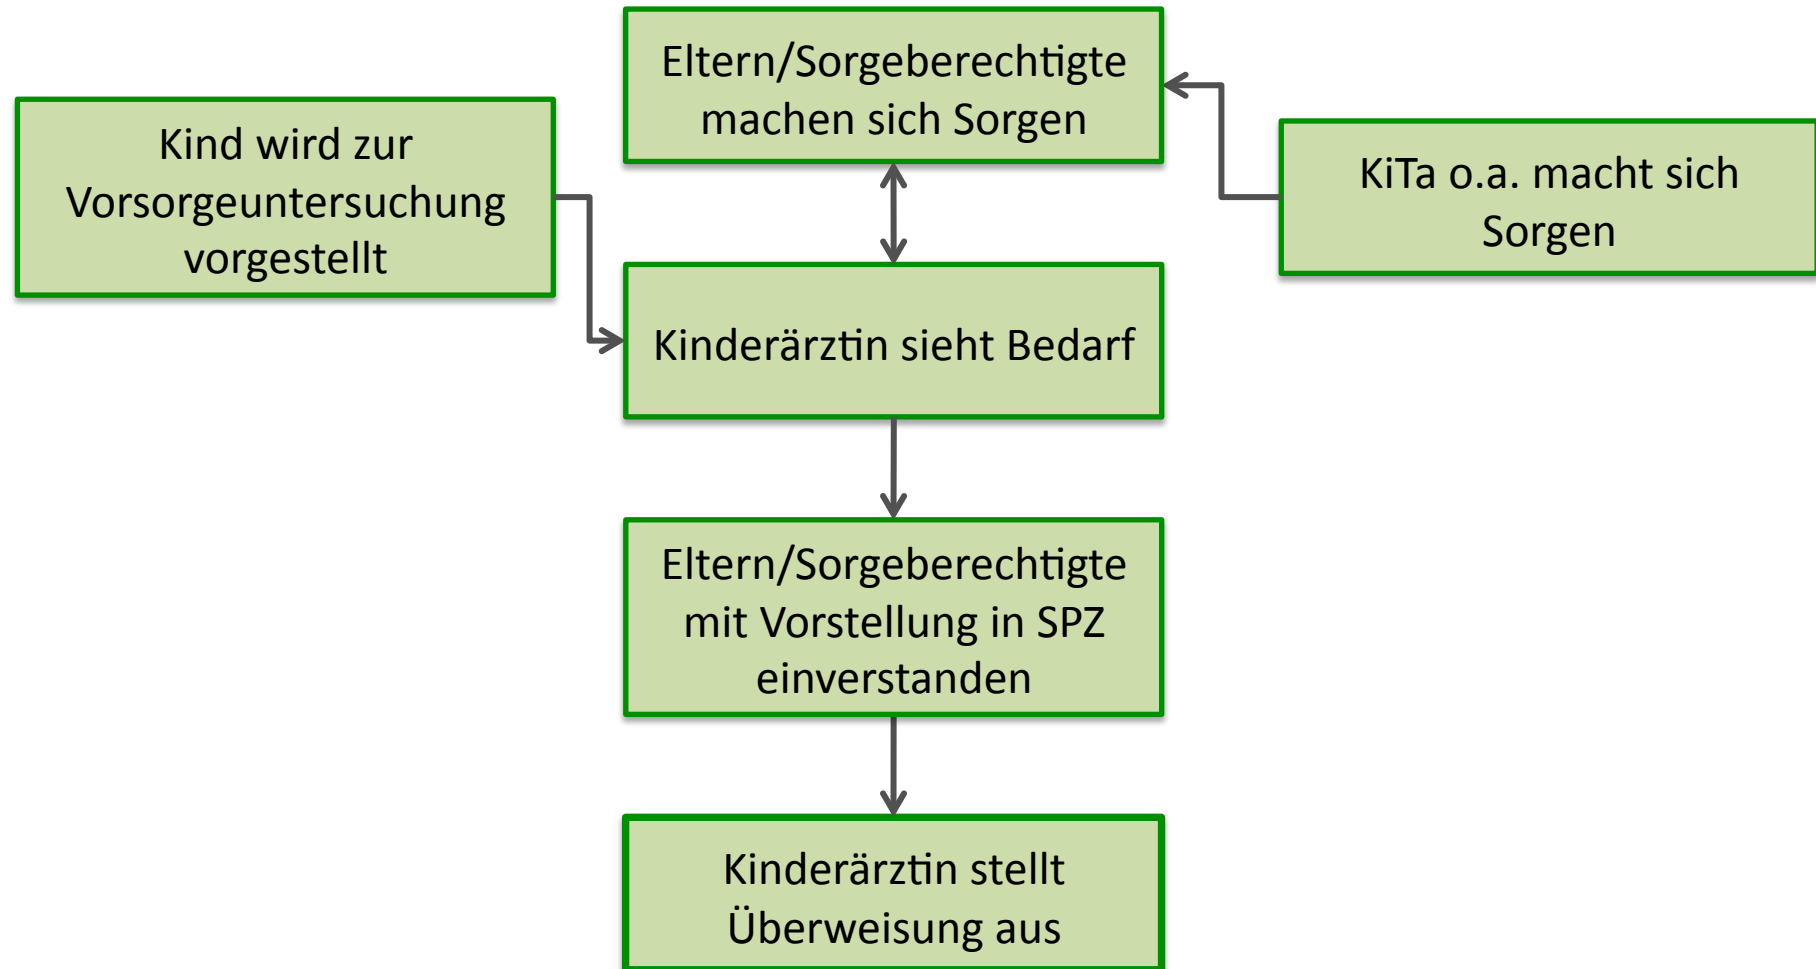 Eltern/Sorgeberechtigte
machen sich Sorgen
Kind wird zur
Vorsorgeuntersuchung
vorgestellt
KiTa o.a. macht sich
Sorgen
Kinderärztin sieht Bedarf
Eltern/Sorgeberechtigte
mit Vorstellung in SPZ
einverstanden
Kinderärztin stellt
Überweisung aus